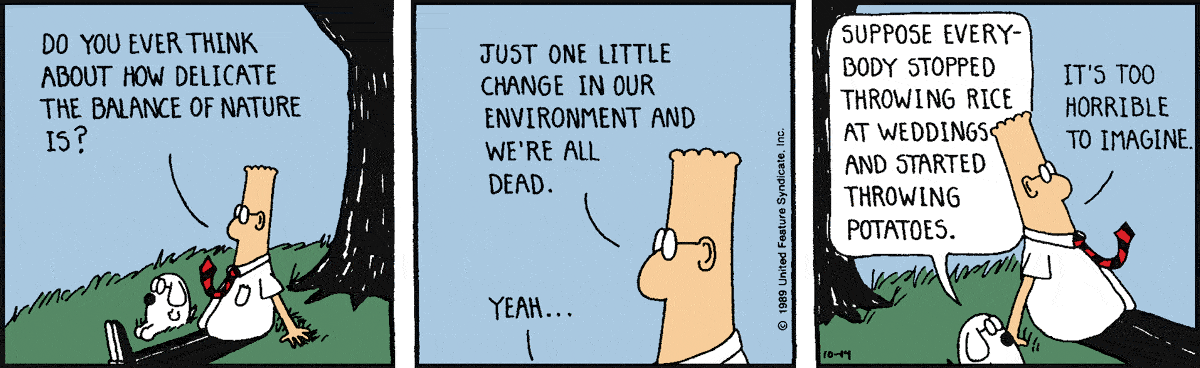 DO YOU EVER THINK
ABOUT HOW DELICATE
THE BALANCE OF NATURE
IS?
JUST ONE LITTLE
CHANGE IN OUR
ENVIRONMENT AND
WE'RE ALL
DEAD.
YEAH...
© 1989 United Feature Syndicate, Inc.
SUPPOSE EVERY-
BODY STOPPED
THROWING RICE
AT WEDDINGS
AND STARTED
THROWING
POTATOES.
IT'S TOO
HORRIBLE
TO IMAGINE.
10-14